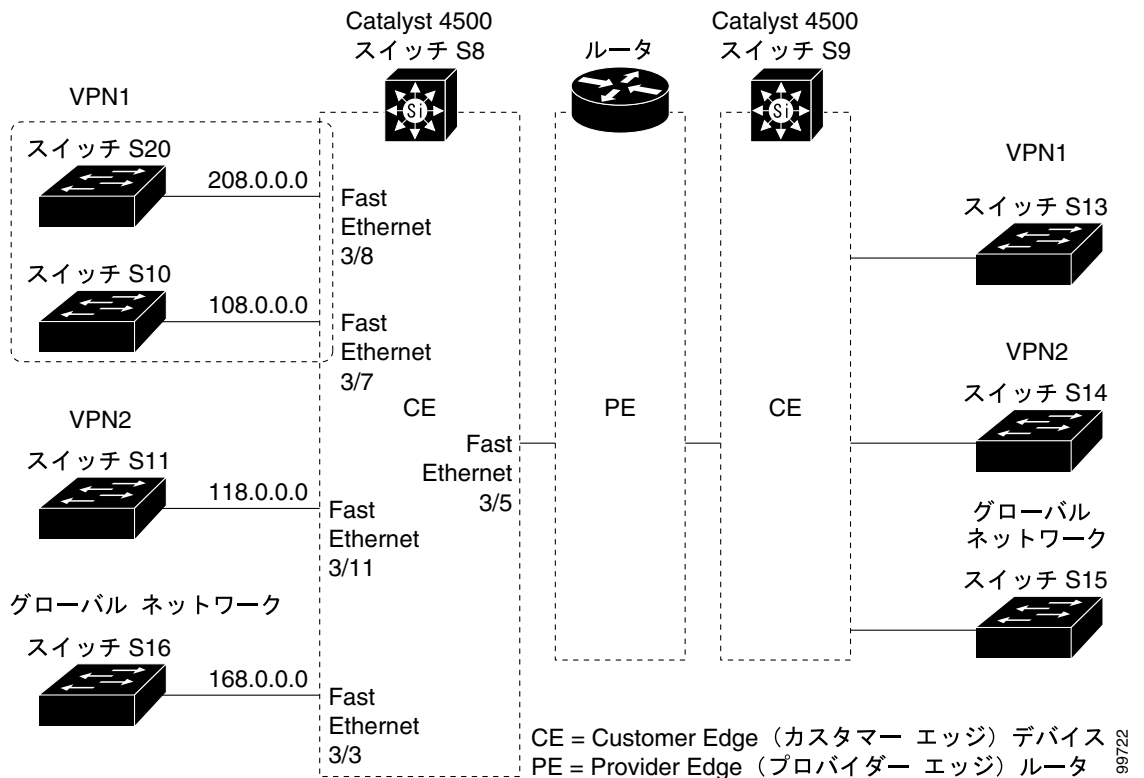 Catalyst 4500
スイッチ S8
ルータ
Catalyst 4500
スイッチ S9
VPN1
スイッチ S20
208.0.0.0
Fast
Ethernet
3/8
スイッチ S10
108.0.0.0
Fast
Ethernet
3/7
VPN2
スイッチ S11
118.0.0.0
Fast
Ethernet
3/11
グローバル ネットワーク
スイッチ S16
168.0.0.0
Fast
Ethernet
3/3
CE
Fast
Ethernet
3/5
PE
CE
Si
Si
VPN1
スイッチ S13
VPN2
スイッチ S14
グローバル
ネットワーク
スイッチ S15
CE = Customer Edge（カスタマー エッジ）デバイス
PE = Provider Edge（プロバイダー エッジ）ルータ
99722